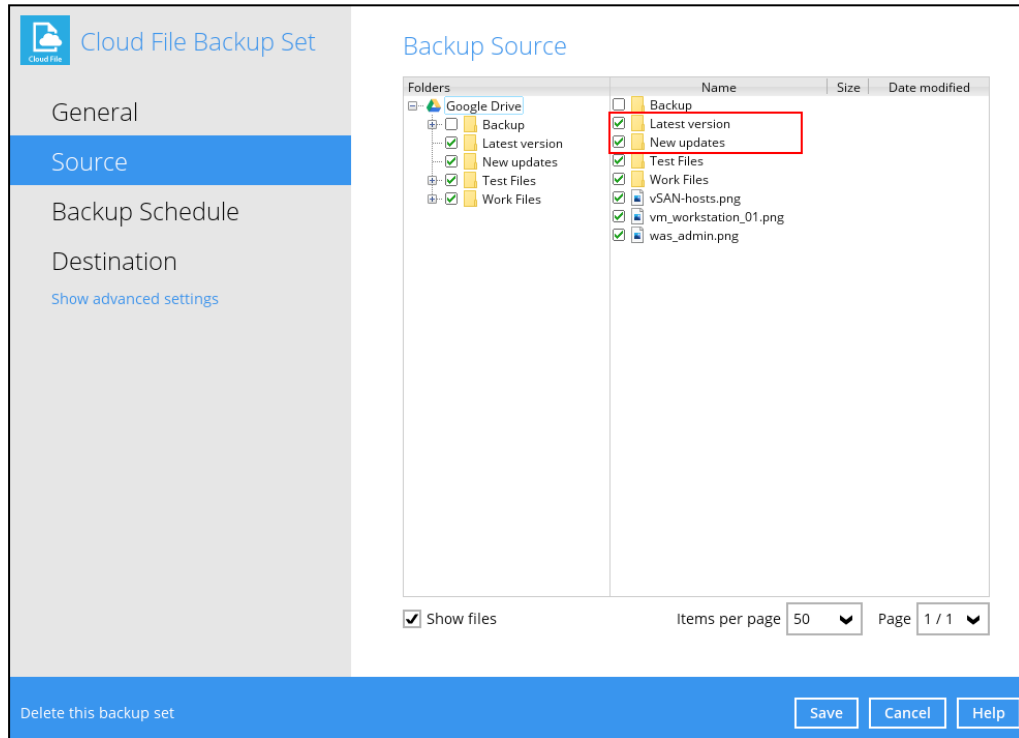 Cloud File
Cloud File Backup Set
General
Source
Backup Schedule
Destination
Show advanced settings
Backup Source
Folders
Google Drive
Backup
Latest version
New updates
Test Files
Work Files
Name Size Date modified
Backup
Latest version
New updates
Test Files
Work Files
vSAN-hosts.png
vm_workstation_01.png
was_admin.png
Show files
Items per page 50 Page 1 / 1
Delete this backup set
Save Cancel Help